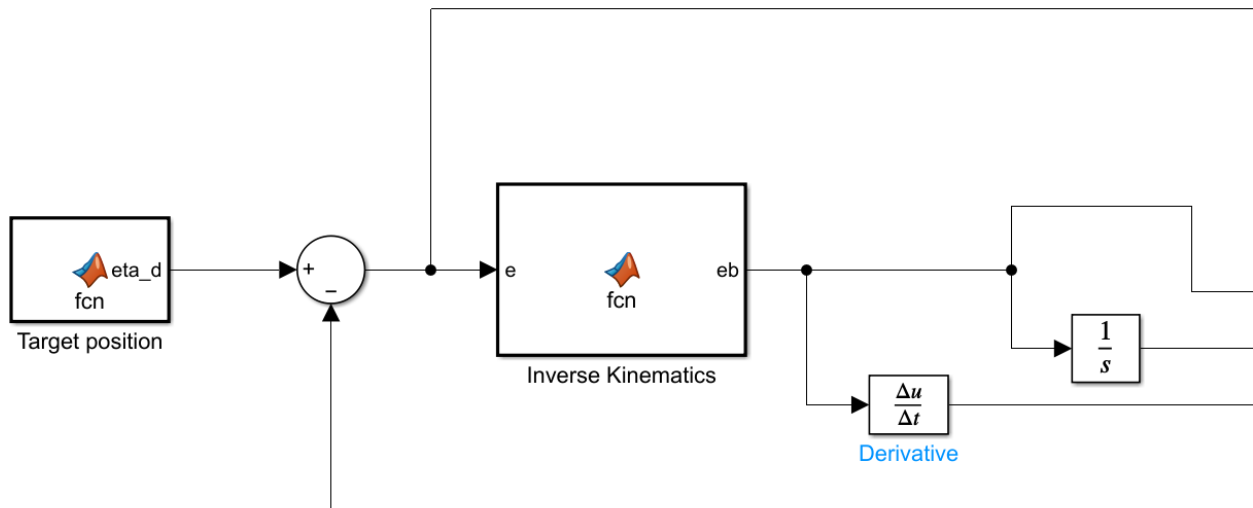 eta_d
fcn
Target position
+
−
e
fcn
eb
Inverse Kinematics
1
s
Δu
Δt
Derivative